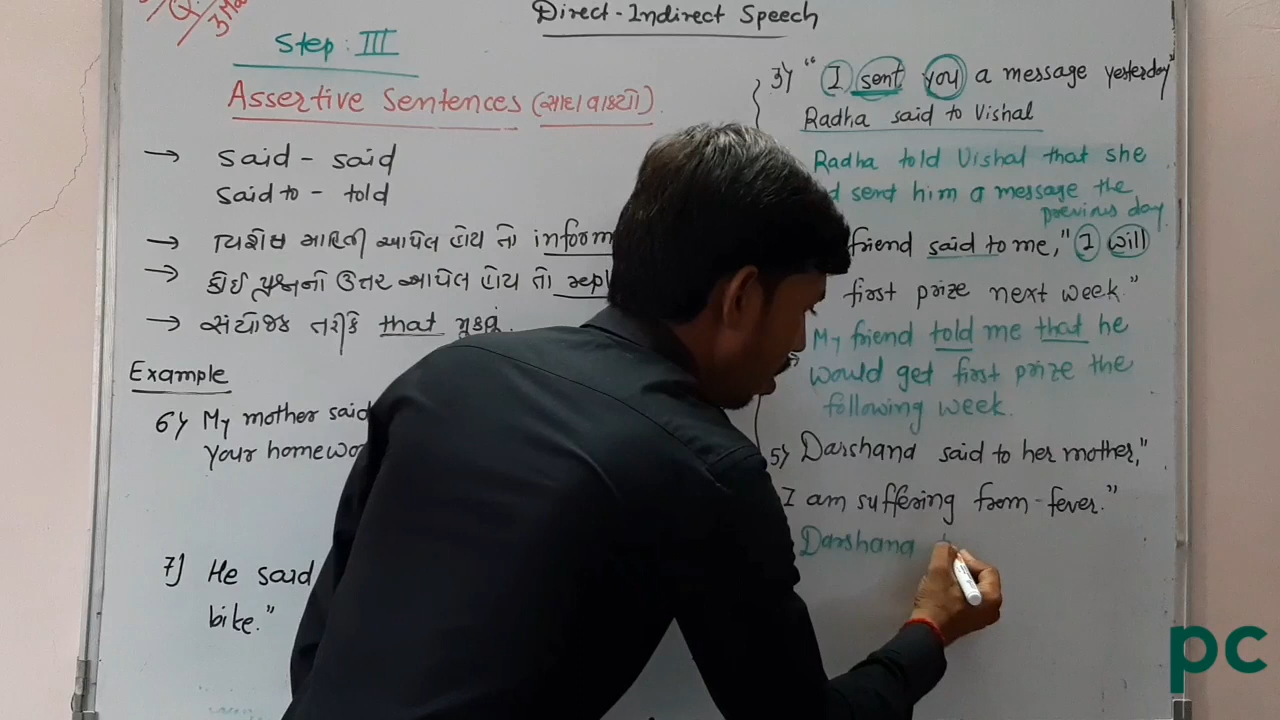 Direct-Indirect Speech
Step: III
Assertive Sentences (સાદા વાક્યો)
→ said - said
said to - told
→ વિશેષ માહિતી આપેલ હોય તો inform
→ કોઈ પ્રશ્નનો ઉત્તર આપેલ હોય તો repl
→ સંયોજક તરીકે that મુકવું.
Example
6) My mother said
your homewo
7) He said
bike."
3) "I sent you a message yesterday"
Radha said to Vishal
Radha told Vishal that she
d sent him a message the
previous day.
friend said to me," I will
first prize next week."
My friend told me that he
would get first prize the
following week.
5) Darshana said to her mother,"
I am suffering from fever."
Darshana t
pc